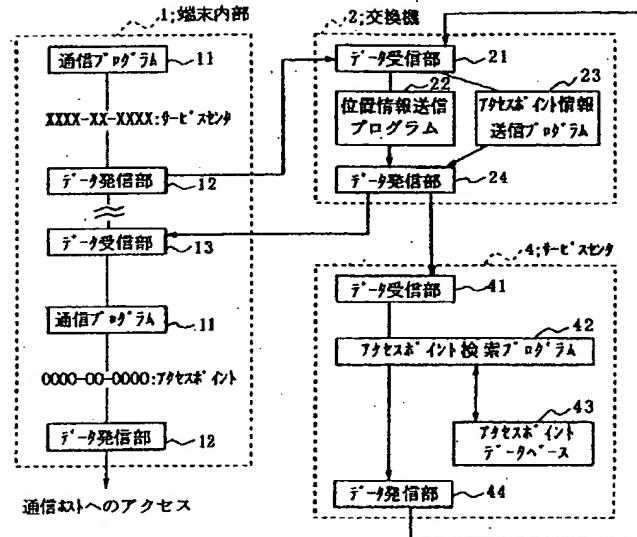 1;端末内部
通信プログラム
11
XXXX-XX-XXXX:サービスセンタ
データ発信部
12
データ受信部
13
通信プログラム
11
0000-00-0000:アクセスポイント
データ発信部
12
通信ホストへのアクセス
2;交換機
データ受信部
21
22
位置情報送信
プログラム
23
アクセスポイント情報
送信プログラム
データ発信部
24
4;サービスセンタ
データ受信部
41
42
アクセスポイント検索プログラム
43
アクセスポイント
データベース
データ発信部
44